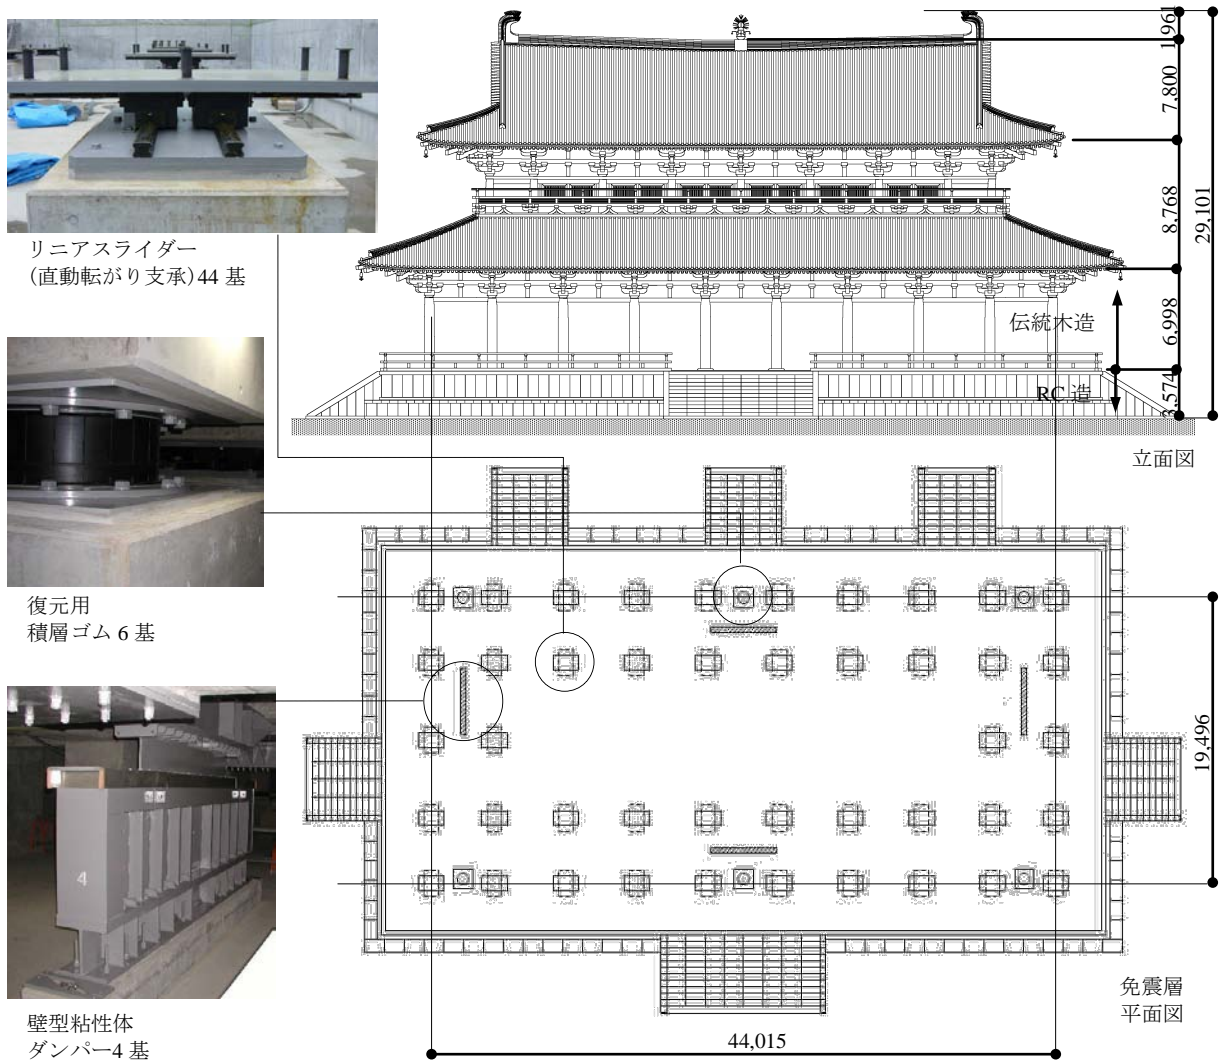 リニアスライダー
(直動転がり支承)44 基
復元用
積層ゴム 6 基
4
壁型粘性体
ダンパー4 基
1,961
7,800
8,768
6,998
3,574
29,101
伝統木造
RC 造
立面図
19,496
44,015
免震層
平面図